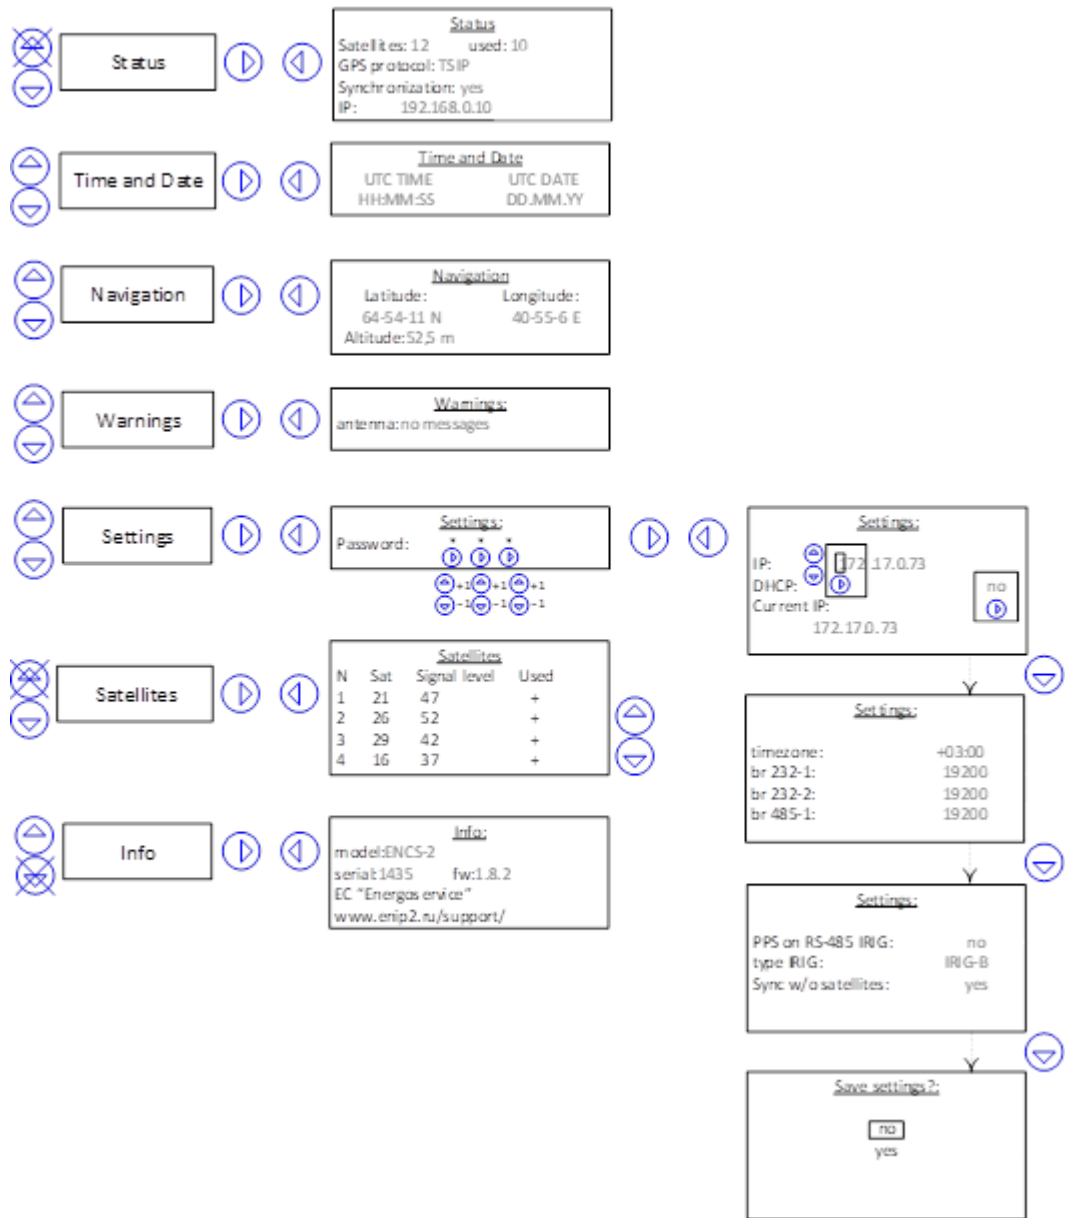 Status
Status
Satellites: 12 used: 10
GPS protocol: TSIP
Synchronization: yes
IP: 192.168.0.10
Time and Date
Time and Date
UTC TIME UTC DATE
HH:MM:SS DD.MM.YY
Navigation
Navigation
Latitude: Longitude:
64-54-11 N 40-55-6 E
Altitude:52,5 m
Warnings
Warnings:
antenna:no messages
Settings
Settings:
Password: * * *
+1 +1 +1
-1 -1 -1
Settings:
IP: 172.17.0.73
DHCP: no
Current IP:
172.17.0.73
Settings:
timezone: +03:00
br 232-1: 19200
br 232-2: 19200
br 485-1: 19200
Settings:
PPS on RS-485 IRIG: no
type IRIG: IRIG-B
Sync w/o satellites: yes
Save settings?:
no
yes
Satellites
Satellites
N Sat Signal level Used
1 21 47 +
2 26 52 +
3 29 42 +
4 16 37 +
Info
Info:
model:ENCS-2
serial:1435 fw:1.8.2
EC "Energoservice"
www.enip2.ru/support/